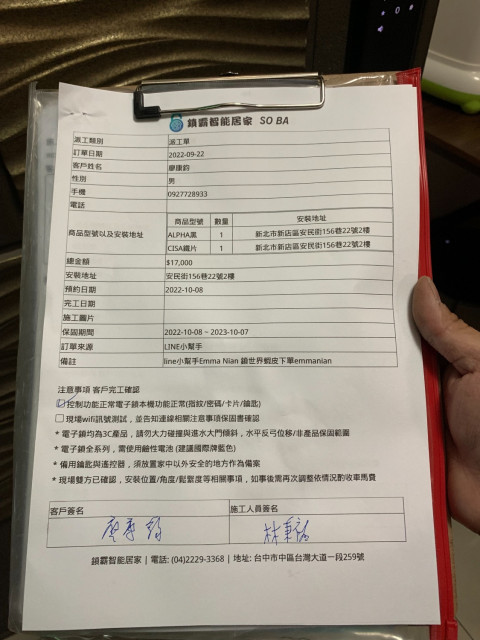 鎖霸智能居家 SO BA
派工類別 派工單
訂單日期 2022-09-22
客戶姓名 廖康鈞
性別 男
手機 0927728933
電話
商品型號以及安裝地址 商品型號 數量 安裝地址
ALPHA黑 1 新北市新店區安民街156巷22號2樓
CISA鐵片 1 新北市新店區安民街156巷22號2樓
總金額 $17,000
安裝地址 安民街156巷22號2樓
預約日期 2022-10-08
完工日期
施工圖片
保固期間 2022-10-08 ~ 2023-10-07
訂單來源 LINE小幫手
備註 line小幫手Emma Nian 鎖世界蝦皮下單emmanian
注意事項 客戶完工確認
控制功能正常電子鎖本機功能正常(指紋/密碼/卡片/鑰匙)
現場wifi訊號測試，並告知連線相關注意事項保固書確認
* 電子鎖均為3C產品，請勿大力碰撞與進水大門傾斜，水平反弓位移/非產品保固範圍
* 電子鎖全系列，需使用鹼性電池 (建議國際牌藍色)
* 備用鑰匙與遙控器，須放置家中以外安全的地方作為備案
* 現場雙方已確認，安裝位置/角度/鬆緊度等相關事項，如事後需再次調整依情況酌收車馬費
客戶簽名 施工人員簽名
林秉
鎖霸智能居家 | 電話: (04)2229-3368 | 地址: 台中市中區台灣大道一段259號